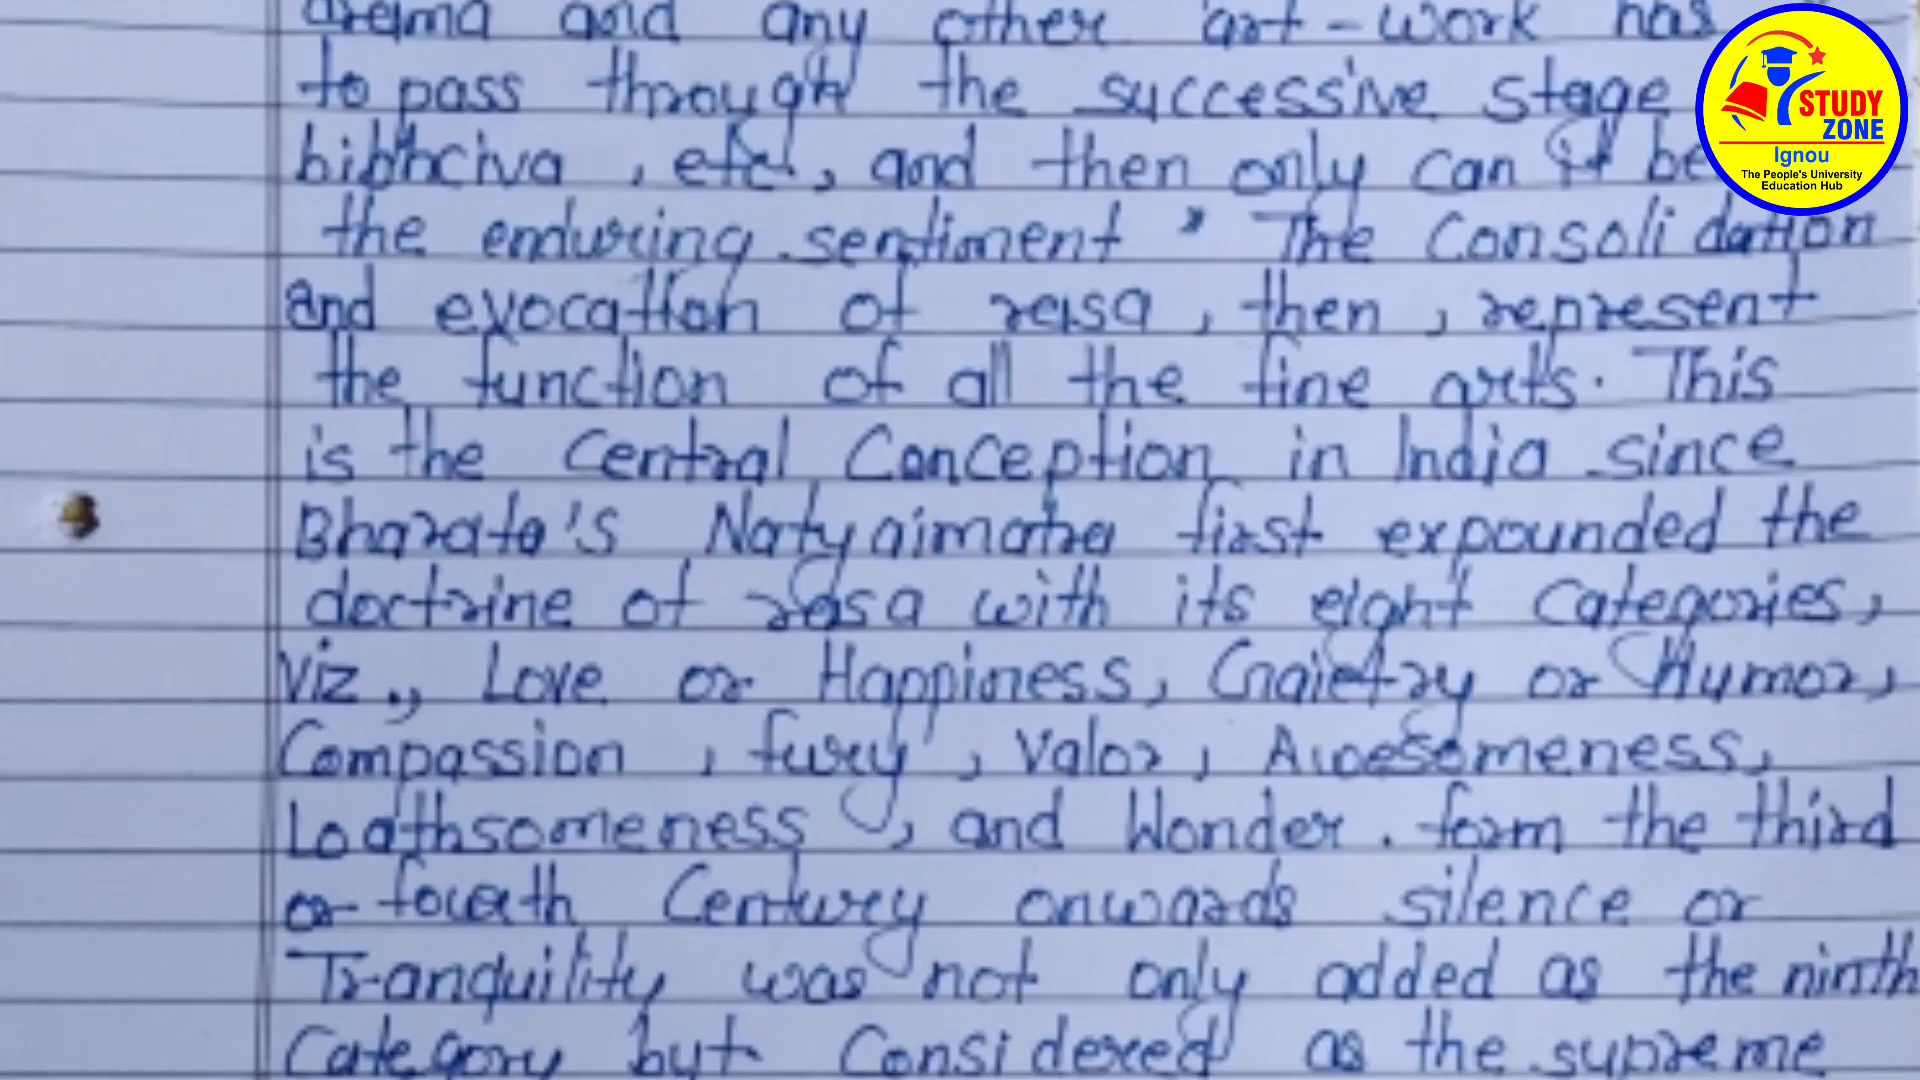 drama and any other art-work has
to pass through the successive stage
bibhciva, etc, and then only can it be
the enduring sentiment " The Consolidation
and evocation of rasa, then, represent
the function of all the fine arts. This
is the Central Conception in India since
Bharata's Natyaimatra first expounded the
doctrine of rasa with its eight Categories,
Viz., Love or Happiness, Gaietry or Humor,
Compassion, fury, Valor, Awesomeness,
Loathsomeness, and Wonder. form the third
or fourth Century onwards silence or
Tranquility was not only added as the ninth
Category but Considered as the supreme
STUDY
ZONE
Ignou
The People's University
Education Hub